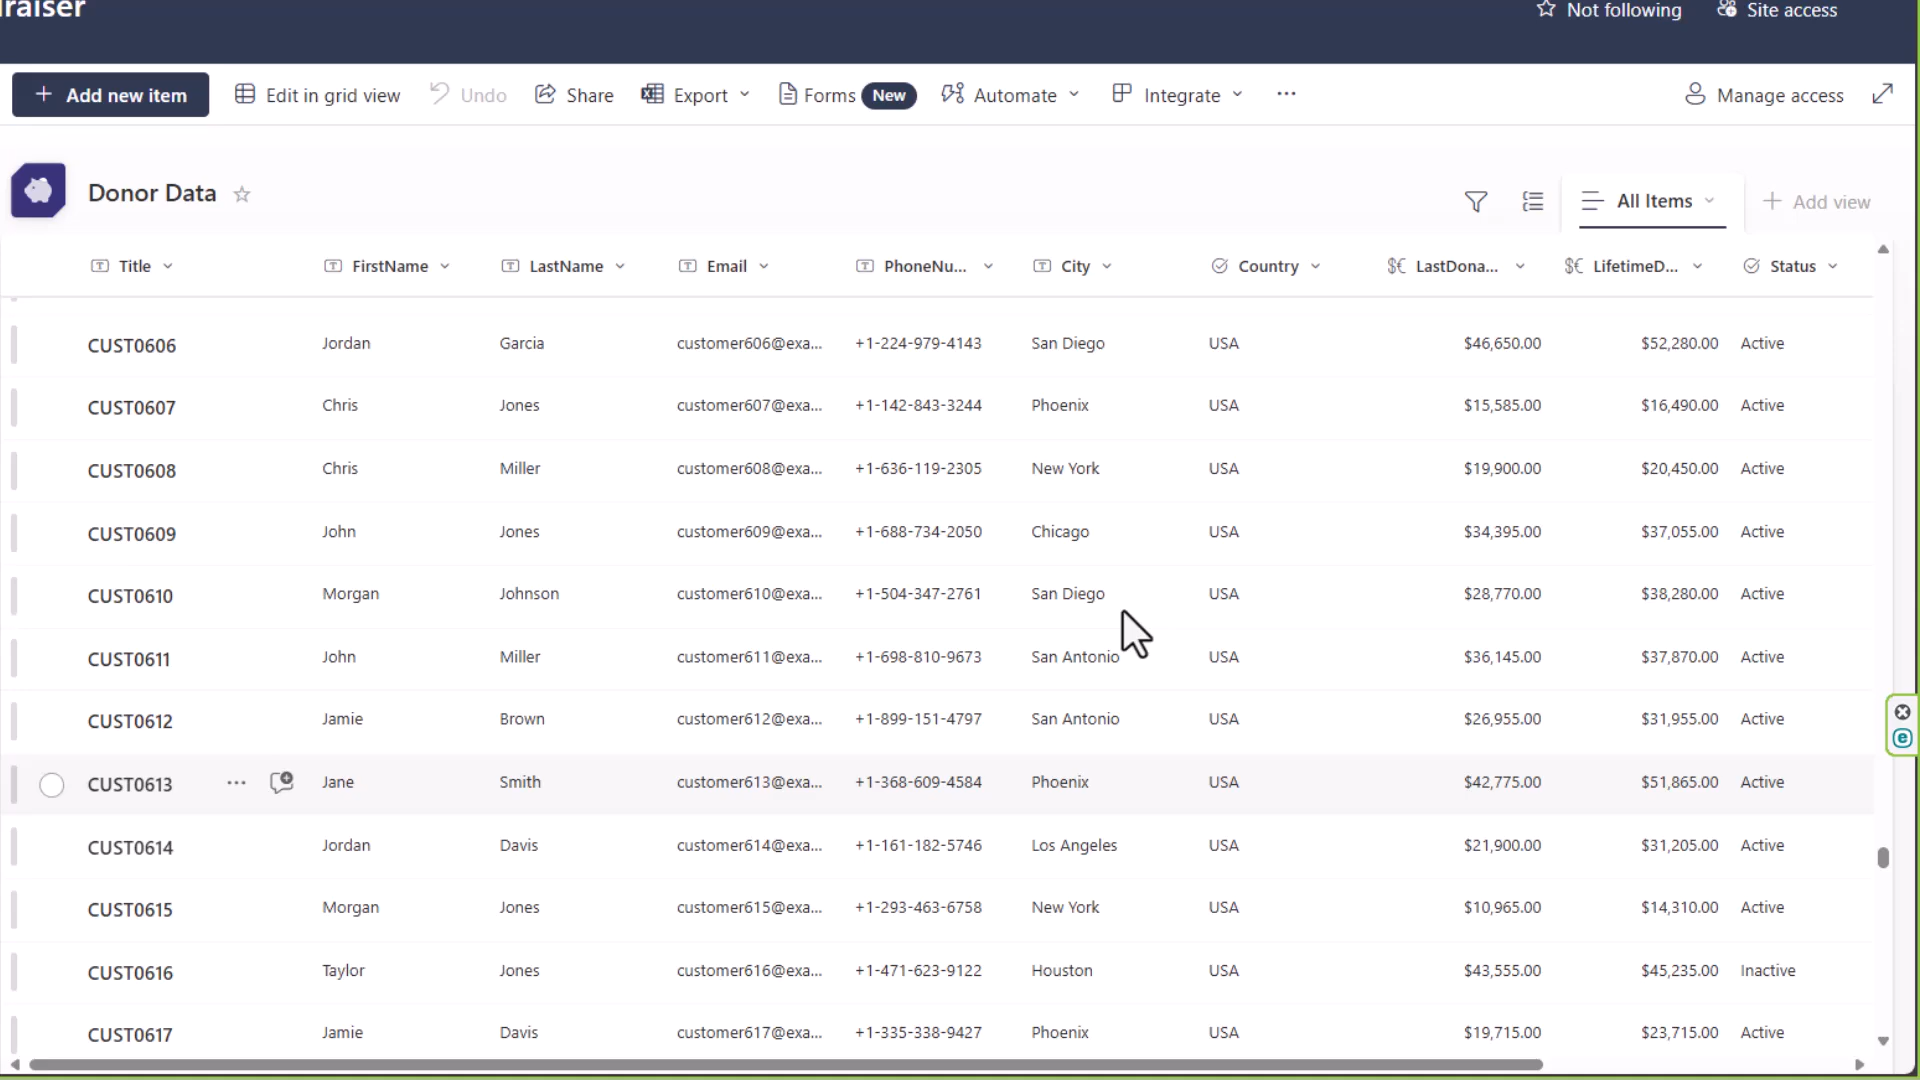 raiser
Not following Site access
+ Add new item Edit in grid view Undo Share Export Forms New Automate Integrate ... Manage access
Donor Data All Items + Add view
Title FirstName LastName Email PhoneNu... City Country LastDona... LifetimeD... Status
CUST0606 Jordan Garcia customer606@exa... +1-224-979-4143 San Diego USA $46,650.00 $52,280.00 Active
CUST0607 Chris Jones customer607@exa... +1-142-843-3244 Phoenix USA $15,585.00 $16,490.00 Active
CUST0608 Chris Miller customer608@exa... +1-636-119-2305 New York USA $19,900.00 $20,450.00 Active
CUST0609 John Jones customer609@exa... +1-688-734-2050 Chicago USA $34,395.00 $37,055.00 Active
CUST0610 Morgan Johnson customer610@exa... +1-504-347-2761 San Diego USA $28,770.00 $38,280.00 Active
CUST0611 John Miller customer611@exa... +1-698-810-9673 San Antonio USA $36,145.00 $37,870.00 Active
CUST0612 Jamie Brown customer612@exa... +1-899-151-4797 San Antonio USA $26,955.00 $31,955.00 Active
CUST0613 ... Jane Smith customer613@exa... +1-368-609-4584 Phoenix USA $42,775.00 $51,865.00 Active
CUST0614 Jordan Davis customer614@exa... +1-161-182-5746 Los Angeles USA $21,900.00 $31,205.00 Active
CUST0615 Morgan Jones customer615@exa... +1-293-463-6758 New York USA $10,965.00 $14,310.00 Active
CUST0616 Taylor Jones customer616@exa... +1-471-623-9122 Houston USA $43,555.00 $45,235.00 Inactive
CUST0617 Jamie Davis customer617@exa... +1-335-338-9427 Phoenix USA $19,715.00 $23,715.00 Active